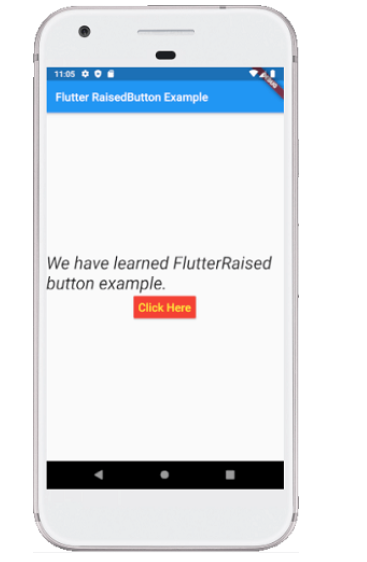 11:05
Flutter RaisedButton Example
We have learned FlutterRaised
button example.
Click Here